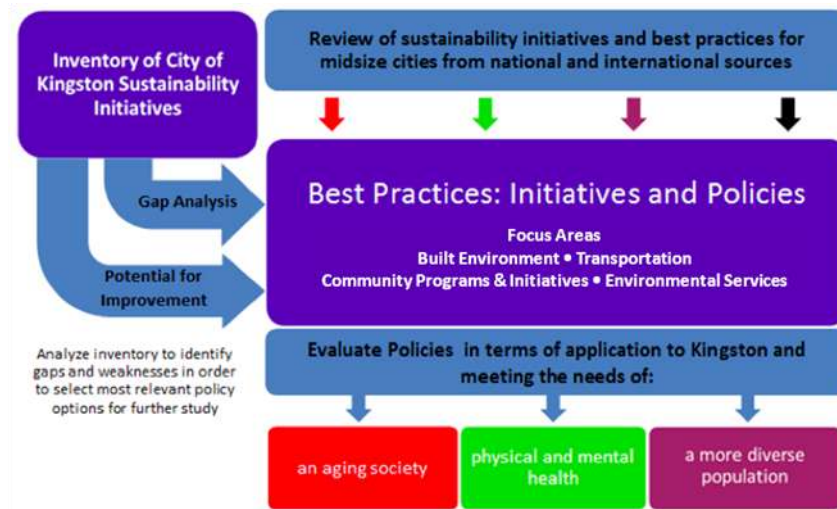 Inventory of City of
Kingston Sustainability
Initiatives
Review of sustainability initiatives and best practices for
midsize cities from national and international sources
Gap Analysis
Potential for
Improvement
Best Practices: Initiatives and Policies
Focus Areas
Built Environment • Transportation
Community Programs & Initiatives • Environmental Services
Analyze inventory to identify
gaps and weaknesses in order
to select most relevant policy
options for further study
Evaluate Policies in terms of application to Kingston and
meeting the needs of:
an aging society
physical and mental
health
a more diverse
population